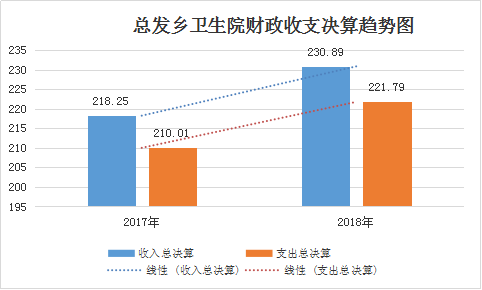 总发乡卫生院财政收支决算趋势图
235
230
225
220
215
210
205
200
195
218.25
210.01
230.89
221.79
2017年
2018年
收入总决算
支出总决算
线性 (收入总决算)
线性 (支出总决算)